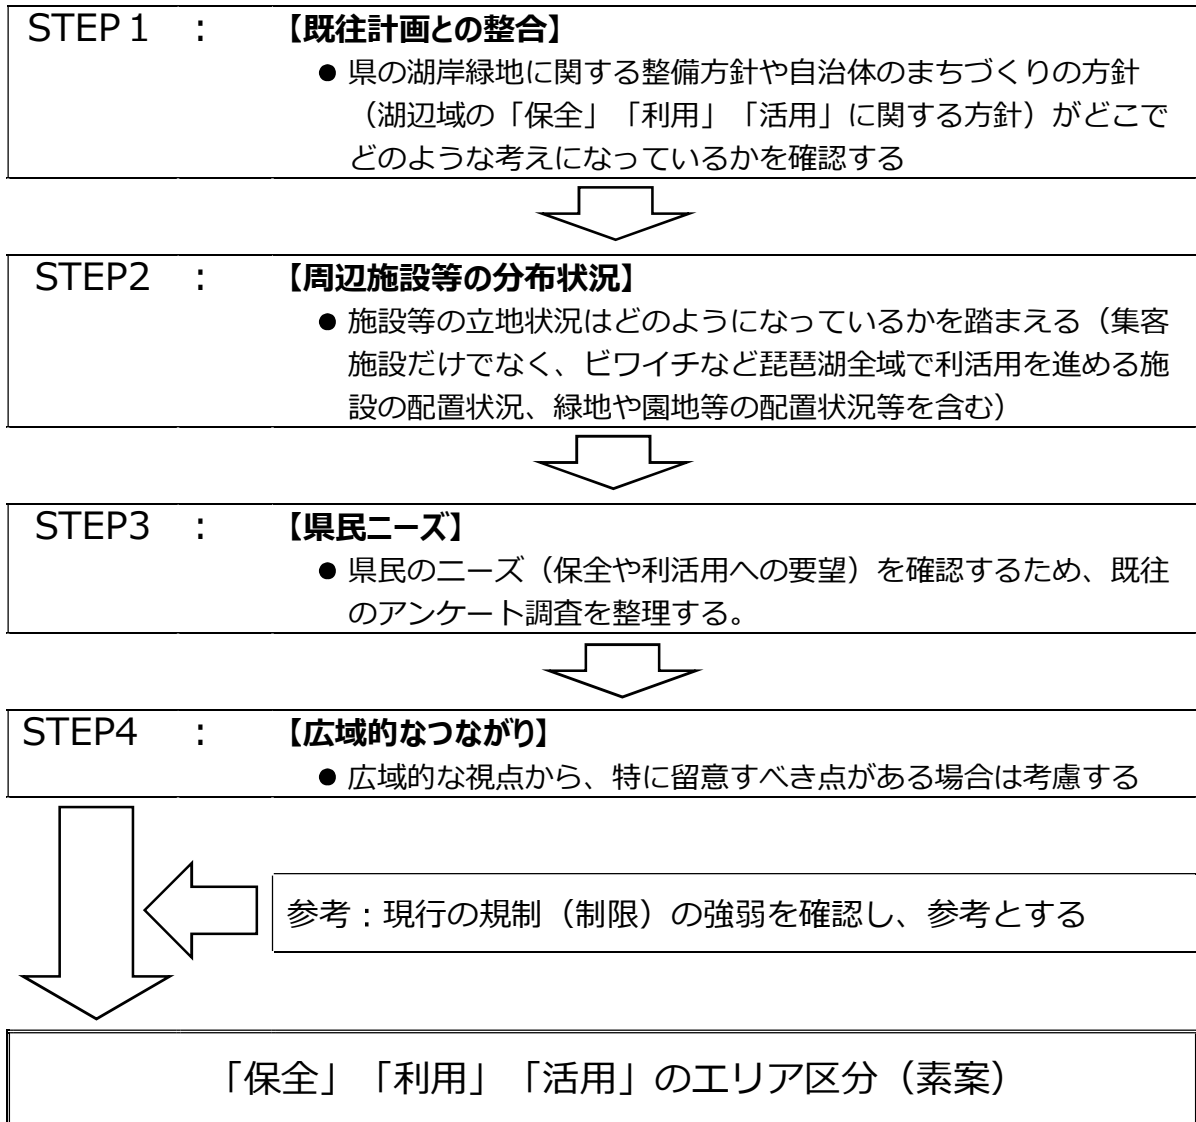 STEP１ : 【既往計画との整合】
● 県の湖岸緑地に関する整備方針や自治体のまちづくりの方針
（湖辺域の「保全」「利用」「活用」に関する方針）がどこで
どのような考えになっているかを確認する
STEP2 : 【周辺施設等の分布状況】
● 施設等の立地状況はどのようになっているかを踏まえる（集客
施設だけでなく、ビワイチなど琵琶湖全域で利活用を進める施
設の配置状況、緑地や園地等の配置状況等を含む）
STEP3 : 【県民ニーズ】
● 県民のニーズ（保全や利活用への要望）を確認するため、既往
のアンケート調査を整理する。
STEP4 : 【広域的なつながり】
● 広域的な視点から、特に留意すべき点がある場合は考慮する
参考：現行の規制（制限）の強弱を確認し、参考とする
「保全」「利用」「活用」のエリア区分（素案）